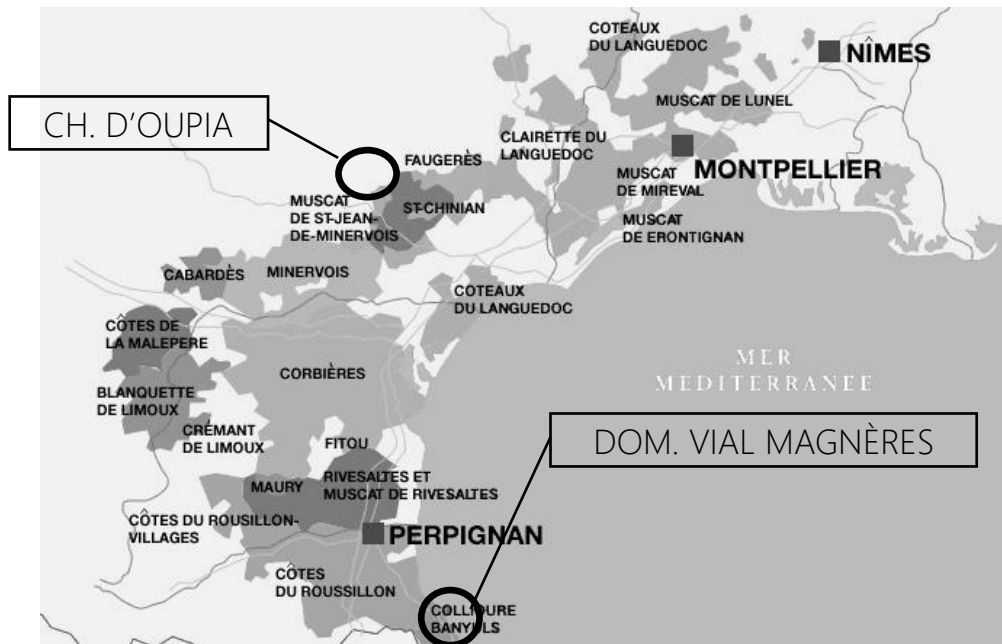 COTEAUX
DU LANGUEDOC
NÎMES
MUSCAT DE LUNEL
CH. D'OUPIA
CLAIRETTE DU
LANGUEDOC
FAUGERÈS
MONTPELLIER
MUSCAT
DE MIREVAL
MUSCAT
DE ST-JEAN-
DE-MINERVOIS
ST-CHINIAN
MUSCAT
DE ERONTIGNAN
CABARDÈS
MINERVOIS
COTEAUX
DU LANGUEDOC
CÔTES DE
LA MALEPERE
CORBIÈRES
MER
MEDITERRANEE
BLANQUETTE
DE LIMOUX
CRÉMANT
DE LIMOUX
FITOU
DOM. VIAL MAGNÈRES
MAURY
RIVESALTES ET
MUSCAT DE RIVESALTES
CÔTES DU ROUSILLON-
VILLAGES
PERPIGNAN
CÔTES
DU ROUSSILLON
COLLIOURE
BANYULS